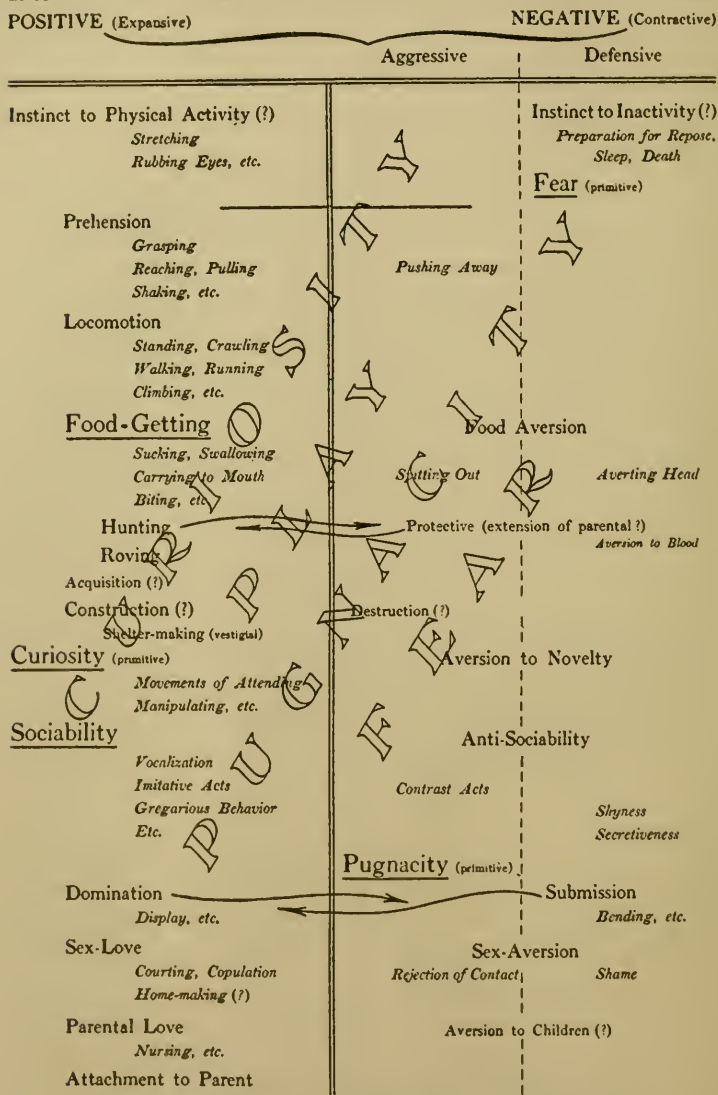 POSITIVE (Expansive) NEGATIVE (Contractive)
Aggressive Defensive
Instinct to Physical Activity (?) Instinct to Inactivity (?)
Stretching Preparation for Repose,
Rubbing Eyes, etc. Sleep, Death
Fear (primitive)
Prehension
Grasping
Reaching, Pulling Pushing Away
Shaking, etc.
Locomotion
Standing, Crawling
Walking, Running
Climbing, etc.
Food-Getting Food Aversion
Sucking, Swallowing
Carrying to Mouth Spitting Out Averting Head
Biting, etc.
Hunting Protective (extension of parental ?)
Aversion to Blood
Roving
Acquisition (?)
Construction (?) Destruction (?)
Shelter-making (vestigial)
Curiosity (primitive) Aversion to Novelty
Movements of Attending
Manipulating, etc.
Sociability Anti-Sociability
Vocalization
Imitative Acts Contrast Acts
Gregarious Behavior Shyness
Etc. Secretiveness
Pugnacity (primitive)
Domination Submission
Display, etc. Bending, etc.
Sex-Love Sex-Aversion
Courting, Copulation Rejection of Contact Shame
Home-making (?)
Parental Love Aversion to Children (?)
Nursing, etc.
Attachment to Parent
CURIOSITY
PUGNACITY
FEAR
PLAY